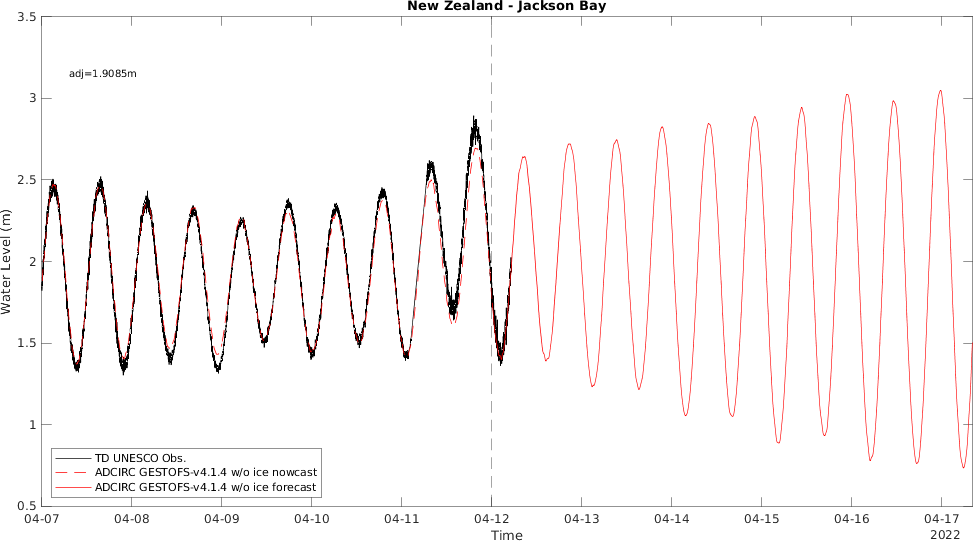 New Zealand - Jackson Bay
3.5
adj=1.9085m
3
2.5
2
1.5
1
0.5
Water Level (m)
TD UNESCO Obs.
ADCIRC GESTOFS-v4.1.4 w/o ice nowcast
ADCIRC GESTOFS-v4.1.4 w/o ice forecast
04-07 04-08 04-09 04-10 04-11 04-12 04-13 04-14 04-15 04-16 04-17
Time 2022